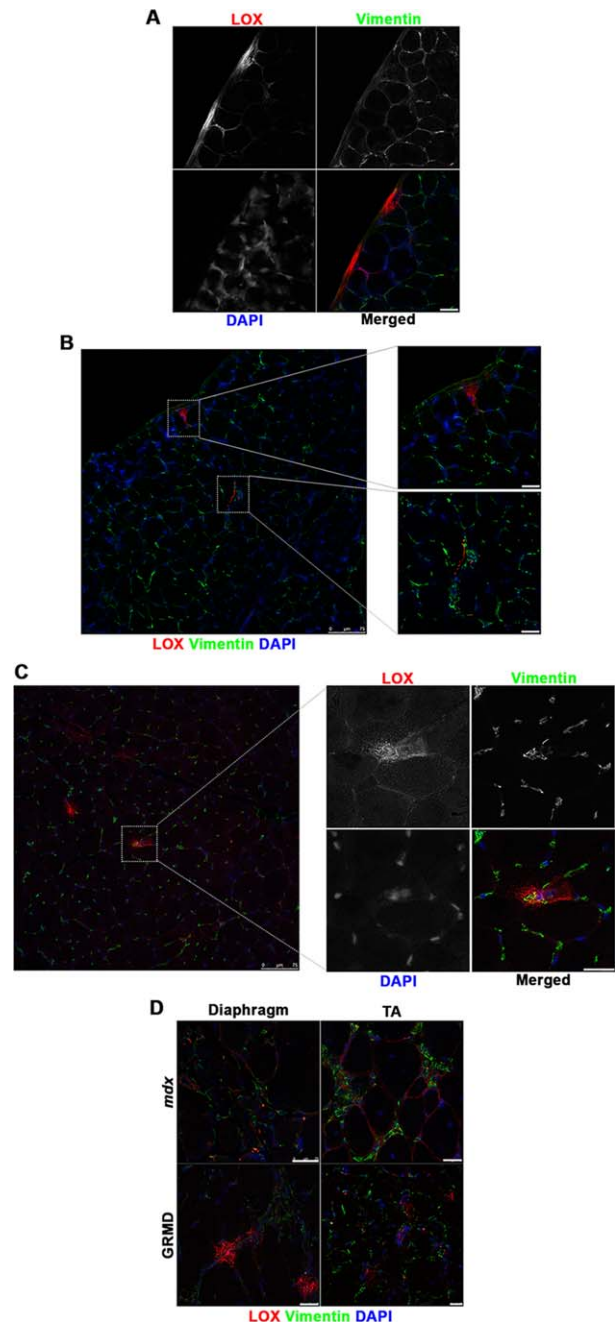 A
LOX Vimentin
DAPI Merged
B
LOX Vimentin DAPI
C
LOX Vimentin
DAPI Merged
D
Diaphragm TA
mdx
GRMD
LOX Vimentin DAPI